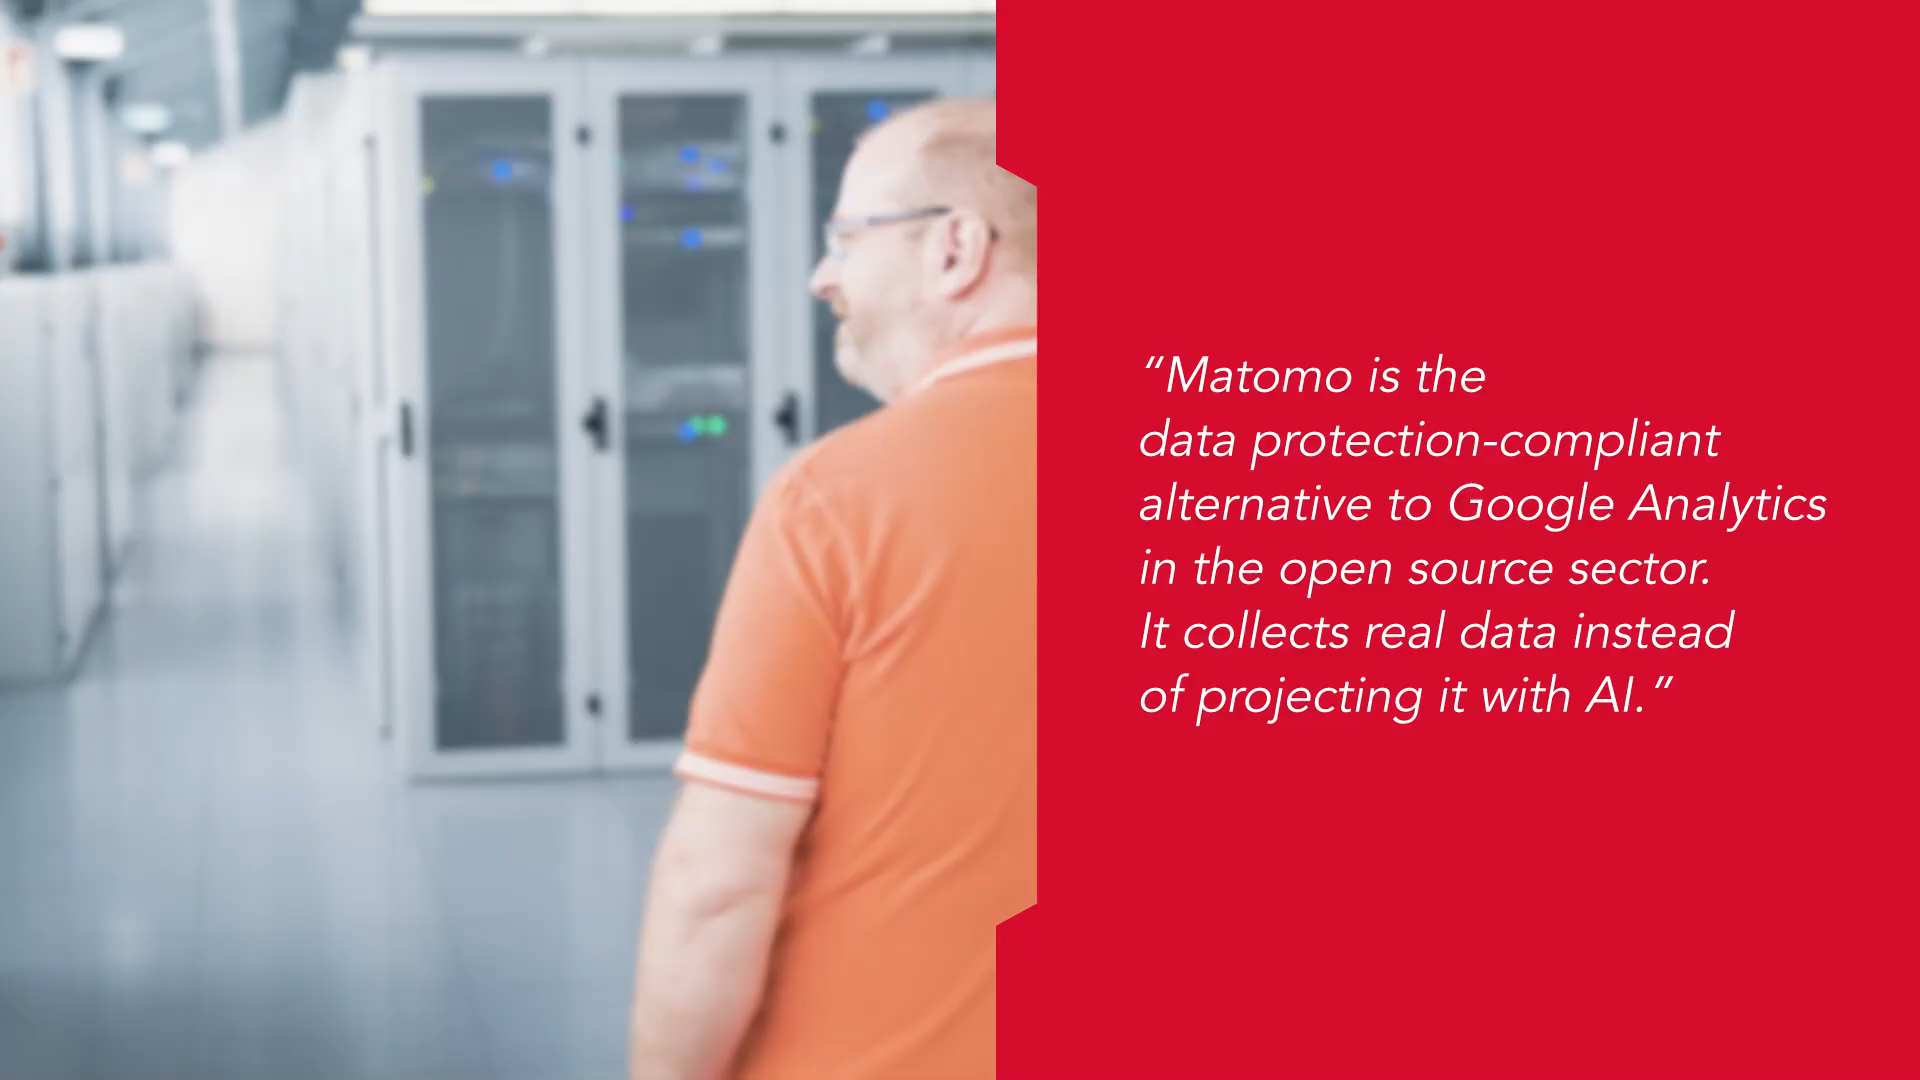 “Matomo is the
data protection-compliant
alternative to Google Analytics
in the open source sector.
It collects real data instead
of projecting it with AI.”